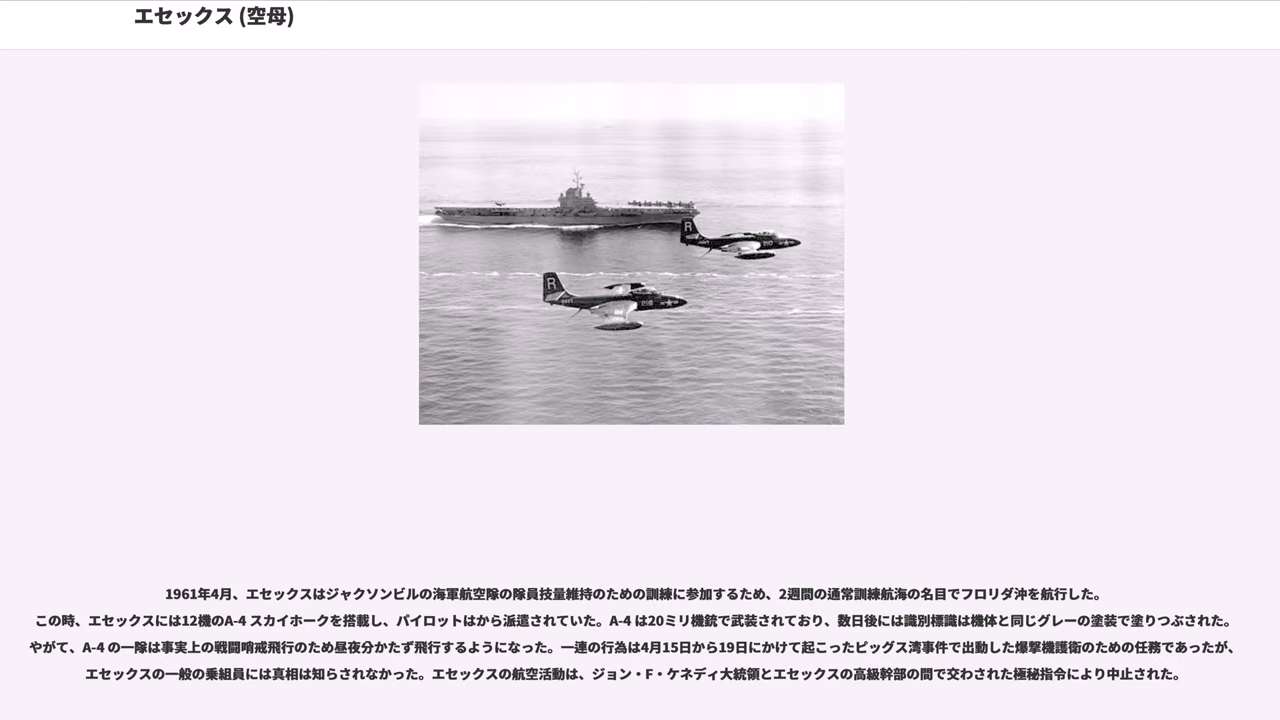 エセックス (空母)
R
R
1961年4月、エセックスはジャクソンビルの海軍航空隊の隊員技量維持のための訓練に参加するため、2週間の通常訓練航海の名目でフロリダ沖を航行した。
この時、エセックスには12機のA-4 スカイホークを搭載し、パイロットはから派遣されていた。A-4 は20ミリ機銃で武装されており、数日後には識別標識は機体と同じグレーの塗装で塗りつぶされた。
やがて、A-4 の一隊は事実上の戦闘哨戒飛行のため昼夜分かたず飛行するようになった。一連の行為は4月15日から19日にかけて起こったピッグス湾事件で出動した爆撃機護衛のための任務であったが、
エセックスの一般の乗組員には真相は知らされなかった。エセックスの航空活動は、ジョン・F・ケネディ大統領とエセックスの高級幹部の間で交わされた極秘指令により中止された。